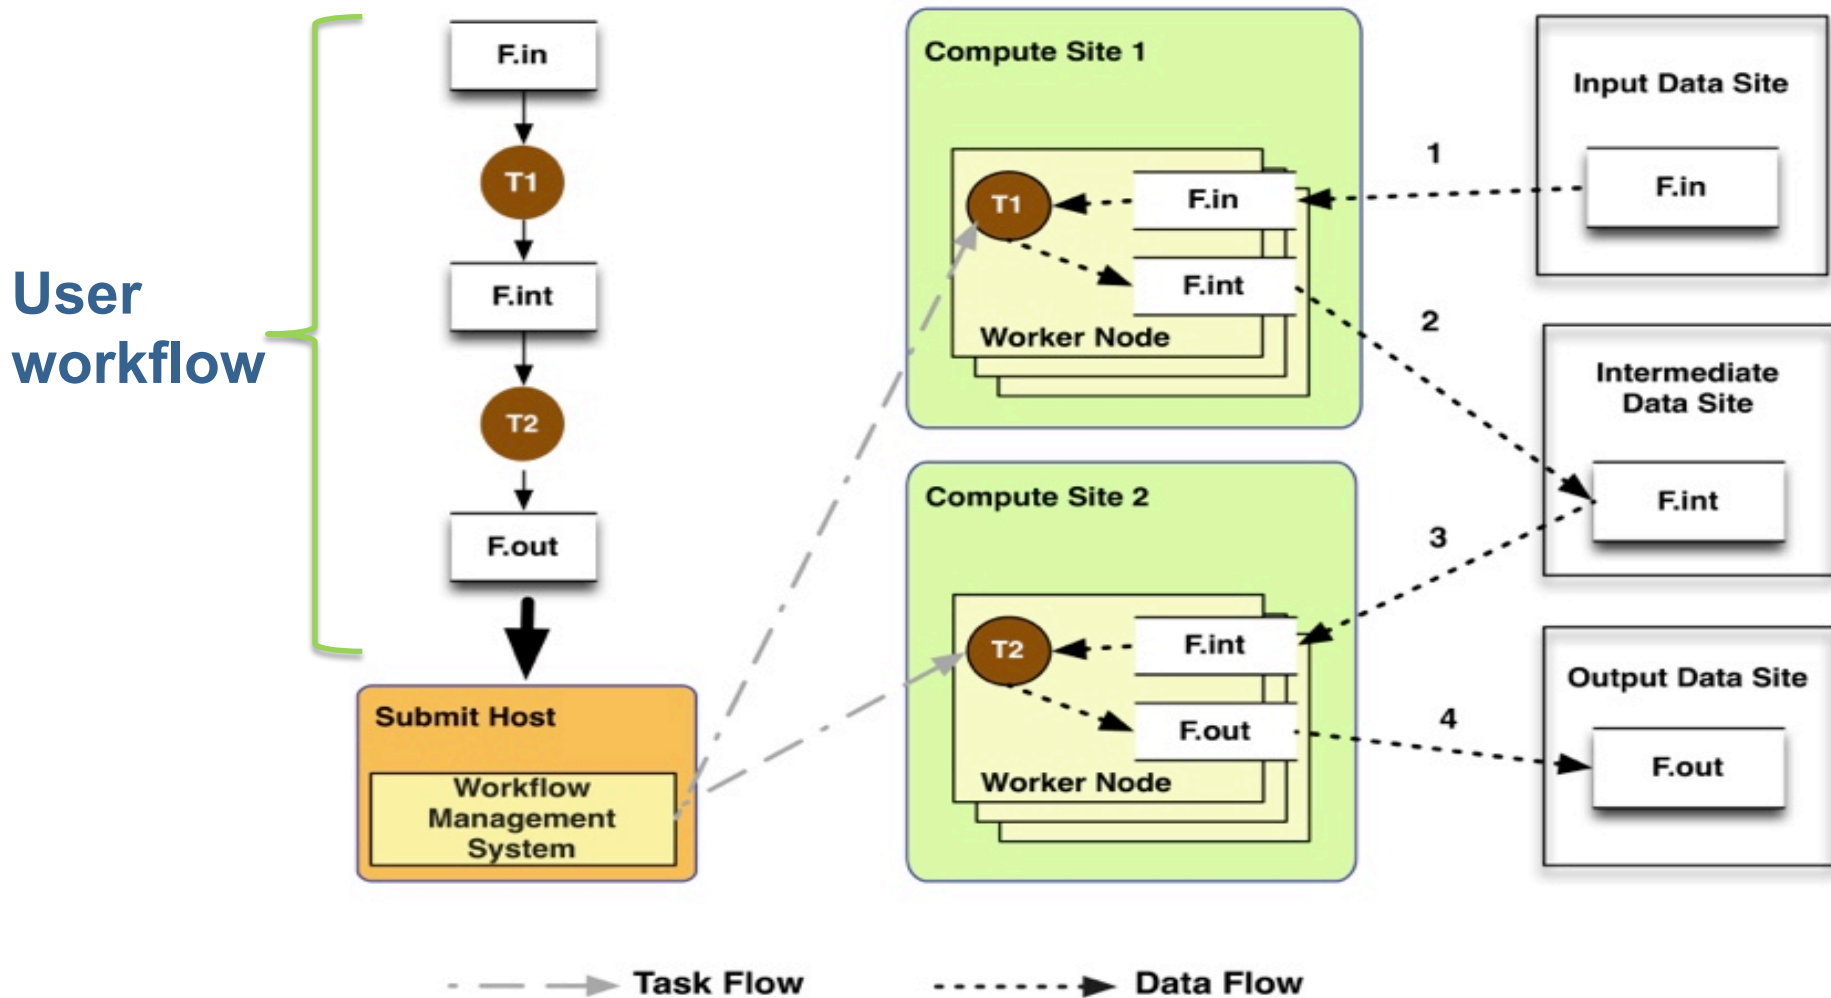 User
workflow
F.in
T1
F.int
T2
F.out
Submit Host
Workflow
Management
System
Compute Site 1
T1
F.in
F.int
Worker Node
Compute Site 2
T2
F.int
F.out
Worker Node
1
2
3
4
Input Data Site
F.in
Intermediate
Data Site
F.int
Output Data Site
F.out
Task Flow
Data Flow